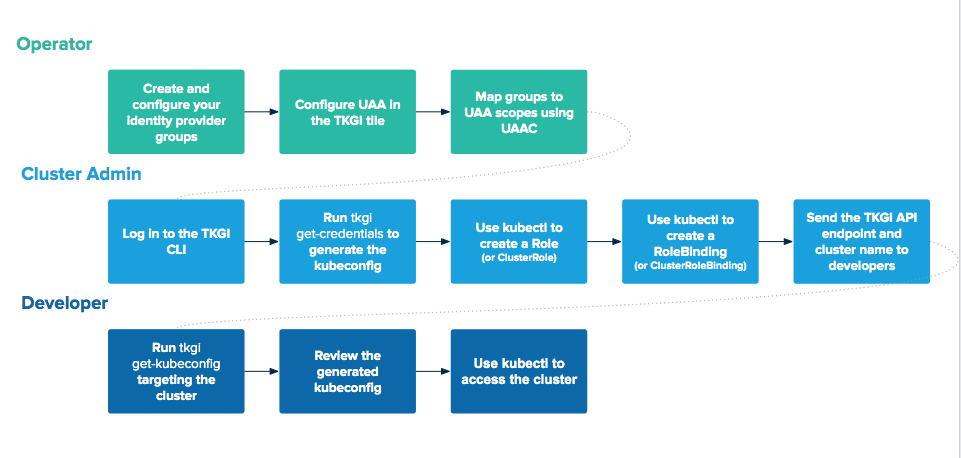 Operator
Create and
configure your
identity provider
groups
Configure UAA in
the TKGI tile
Map groups to
UAA scopes using
UAAC
Cluster Admin
Log in to the TKGI
CLI
Run tkgi
get-credentials to
generate the
kubeconfig
Use kubectl to
create a Role
(or ClusterRole)
Use kubectl to
create a
RoleBinding
(or ClusterRoleBinding)
Send the TKGI API
endpoint and
cluster name to
developers
Developer
Run tkgi
get-kubeconfig
targeting the
cluster
Review the
generated
kubeconfig
Use kubectl to
access the cluster